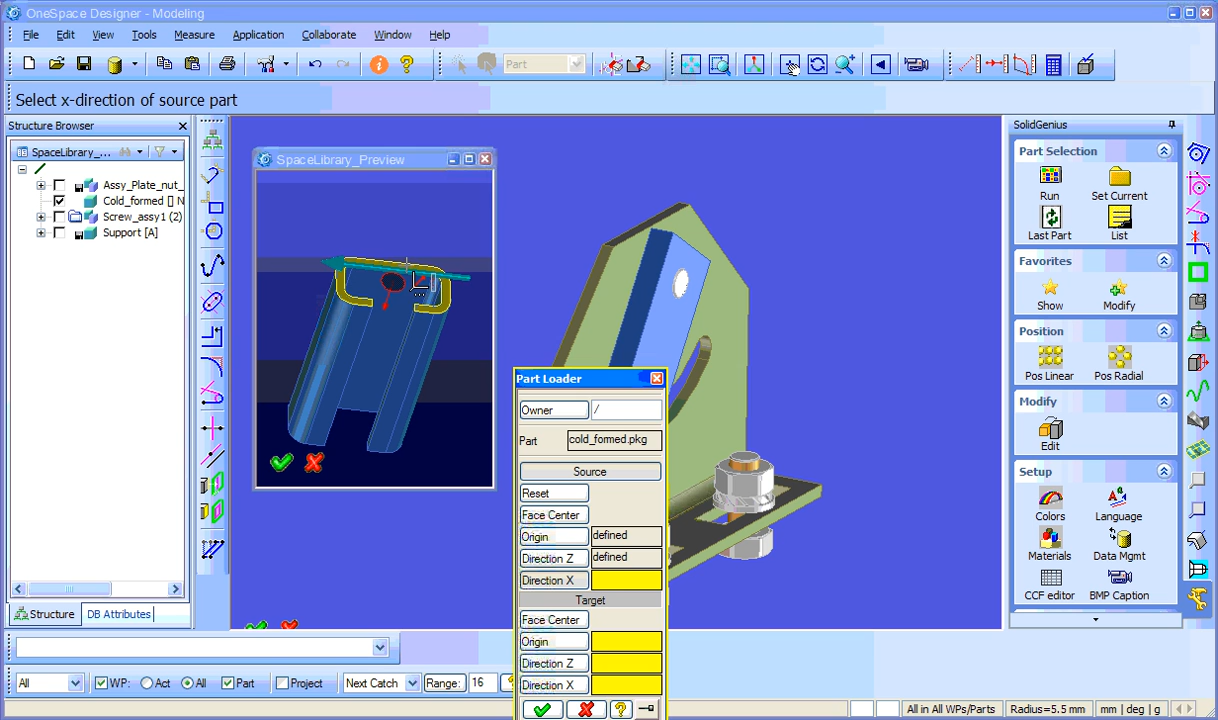 OneSpace Designer - Modeling
File Edit View Tools Measure Application Collaborate Window Help
Part
Select x-direction of source part
Structure Browser
SpaceLibrary_...
Assy_Plate_nut_
Cold_formed [] N
Screw_assy1 (2)
Support [A]
Structure DB Attributes
SpaceLibrary_Preview
Part Loader
Owner /
Part cold_formed.pkg
Source
Reset
Face Center
Origin defined
Direction Z defined
Direction X
Target
Face Center
Origin
Direction Z
Direction X
SolidGenius
Part Selection
Run Set Current
Last Part List
Favorites
Show Modify
Position
Pos Linear Pos Radial
Modify
Edit
Setup
Colors Language
Materials Data Mgmt
CCF editor BMP Caption
All WP: Act All Part Project Next Catch Range: 16
All in All WPs/Parts Radius=5.5 mm mm | deg | g